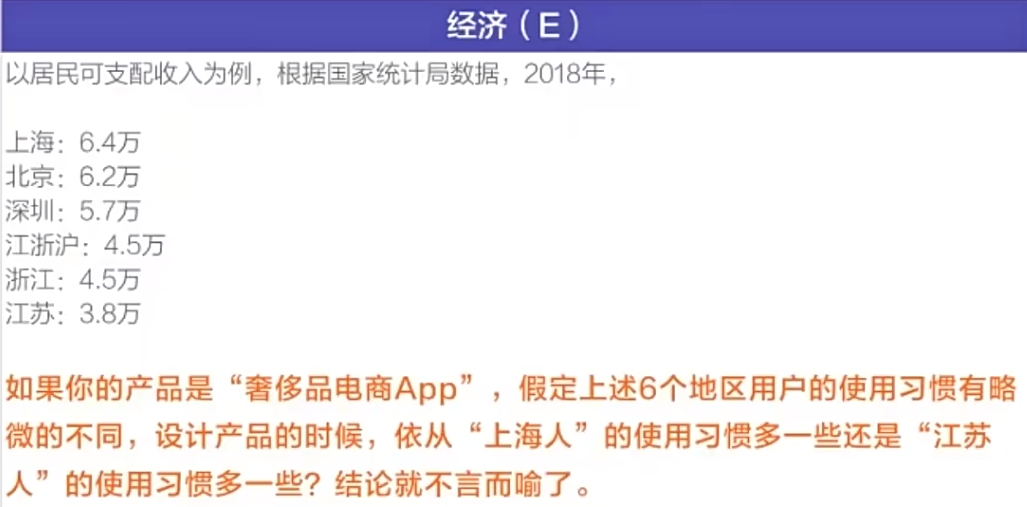 经济（E）
以居民可支配收入为例，根据国家统计局数据，2018年，
上海：6.4万
北京：6.2万
深圳：5.7万
江浙沪：4.5万
浙江：4.5万
江苏：3.8万
如果你的产品是“奢侈品电商App”，假定上述6个地区用户的使用习惯有略
微的不同，设计产品的时候，依从“上海人”的使用习惯多一些还是“江苏
人”的使用习惯多一些？结论就不言而喻了。